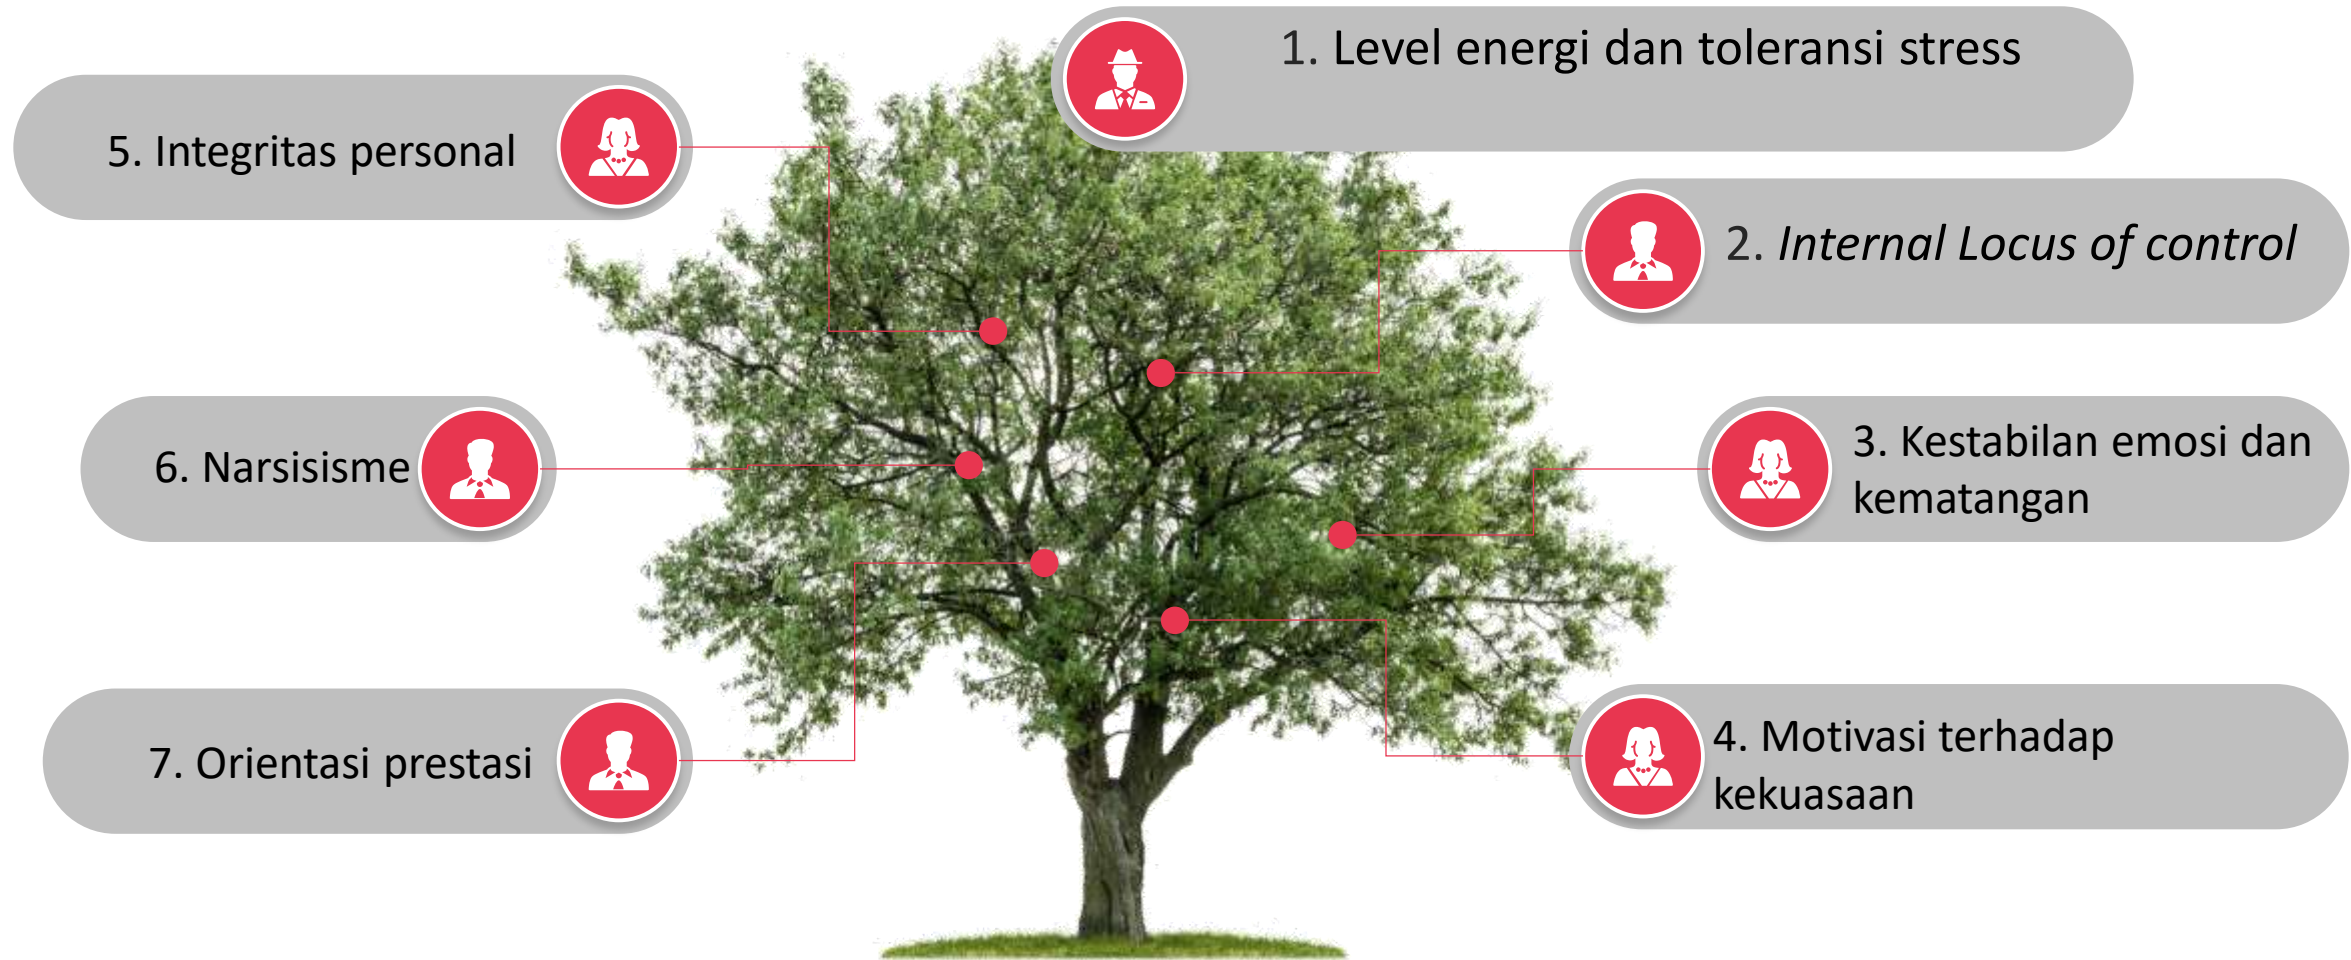 1. Level energi dan toleransi stress
2. Internal Locus of control
3. Kestabilan emosi dan
kematangan
4. Motivasi terhadap
kekuasaan
5. Integritas personal
6. Narsisisme
7. Orientasi prestasi